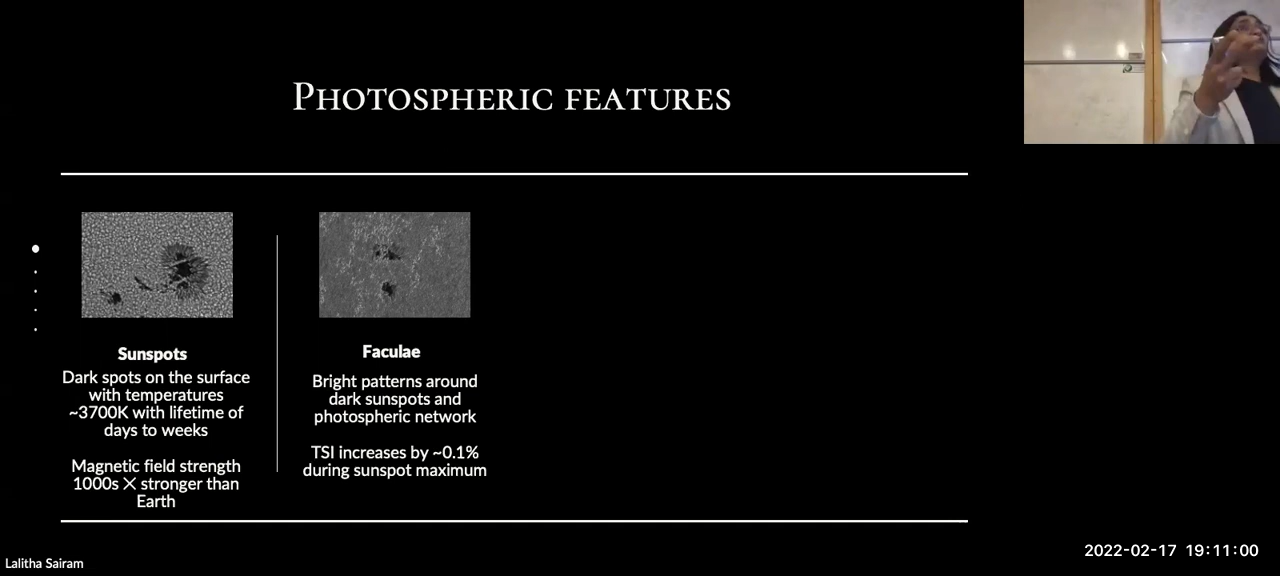 Photospheric features
Sunspots
Dark spots on the surface
with temperatures
~3700K with lifetime of
days to weeks
Magnetic field strength
1000s ✕ stronger than
Earth
Faculae
Bright patterns around
dark sunspots and
photospheric network
TSI increases by ~0.1%
during sunspot maximum
2022-02-17 19:11:00
Lalitha Sairam